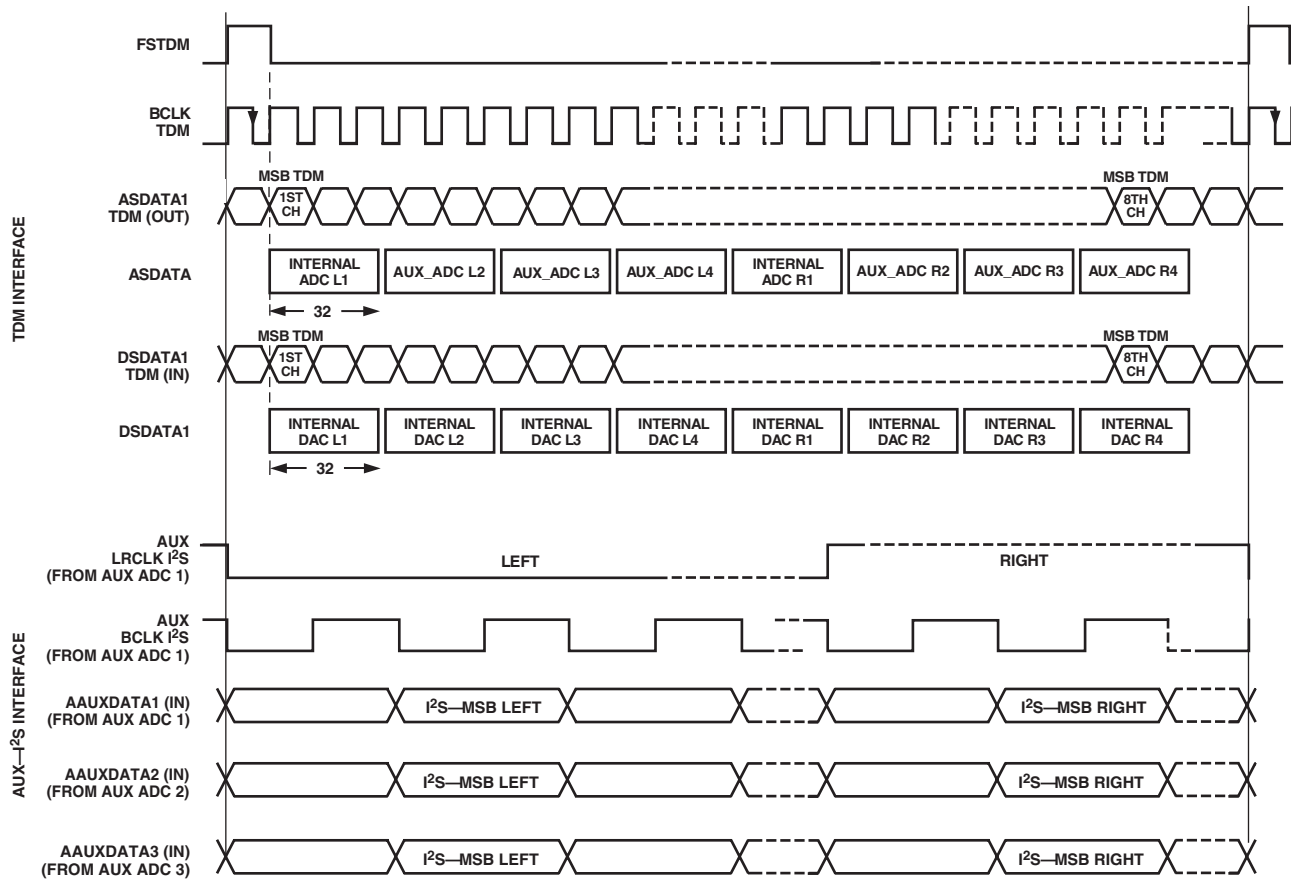 FSTDM
BCLK
TDM
MSB TDM
MSB TDM
ASDATA1
TDM (OUT)
1ST
CH
8TH
CH
TDM INTERFACE
ASDATA
INTERNAL
ADC L1
AUX_ADC L2
AUX_ADC L3
AUX_ADC L4
INTERNAL
ADC R1
AUX_ADC R2
AUX_ADC R3
AUX_ADC R4
32
MSB TDM
MSB TDM
DSDATA1
TDM (IN)
1ST
CH
8TH
CH
DSDATA1
INTERNAL
DAC L1
INTERNAL
DAC L2
INTERNAL
DAC L3
INTERNAL
DAC L4
INTERNAL
DAC R1
INTERNAL
DAC R2
INTERNAL
DAC R3
INTERNAL
DAC R4
32
AUX
LRCLK I²S
(FROM AUX ADC 1)
LEFT
RIGHT
AUX—I²S INTERFACE
AUX
BCLK I²S
(FROM AUX ADC 1)
AAUXDATA1 (IN)
(FROM AUX ADC 1)
I²S—MSB LEFT
I²S—MSB RIGHT
AAUXDATA2 (IN)
(FROM AUX ADC 2)
I²S—MSB LEFT
I²S—MSB RIGHT
AAUXDATA3 (IN)
(FROM AUX ADC 3)
I²S—MSB LEFT
I²S—MSB RIGHT